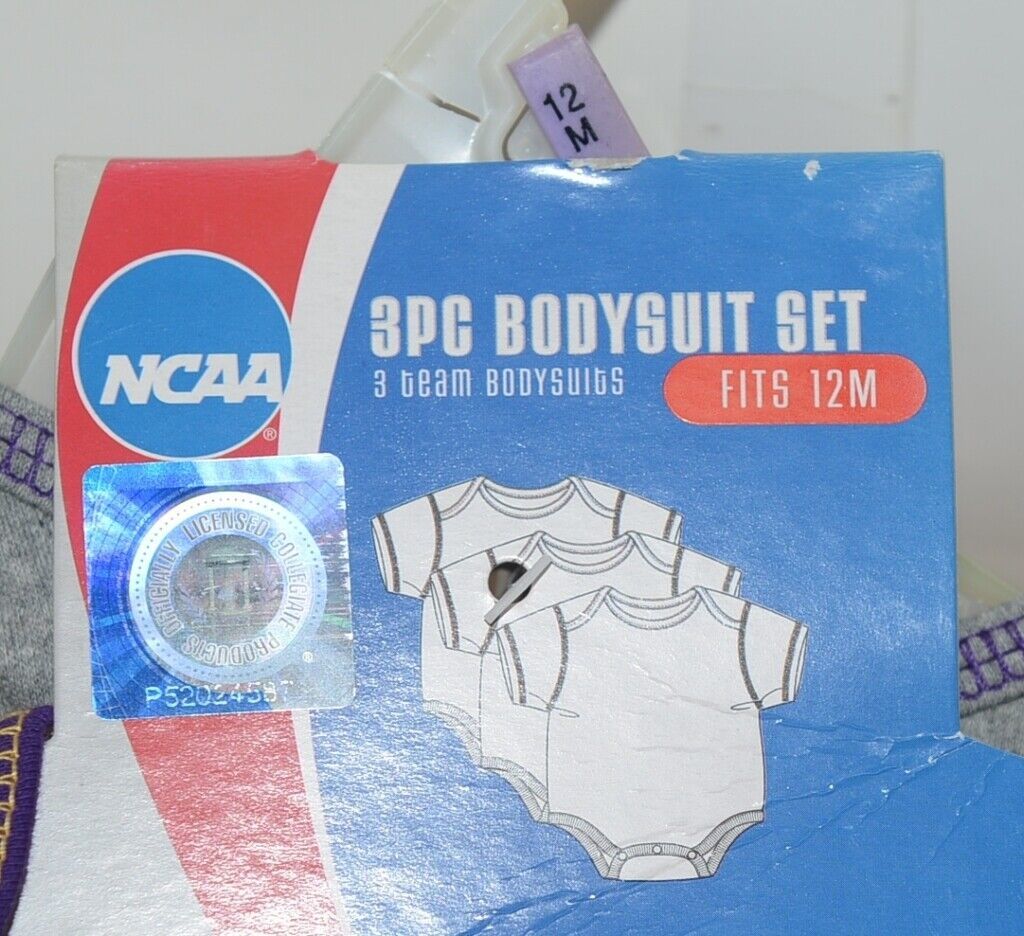 12
M
NCAA
®
3PC BODYSUIT SET
3 team BODYSUITS
FITS 12M
OFFICIALLY LICENSED COLLEGIATE PRODUCTS
®